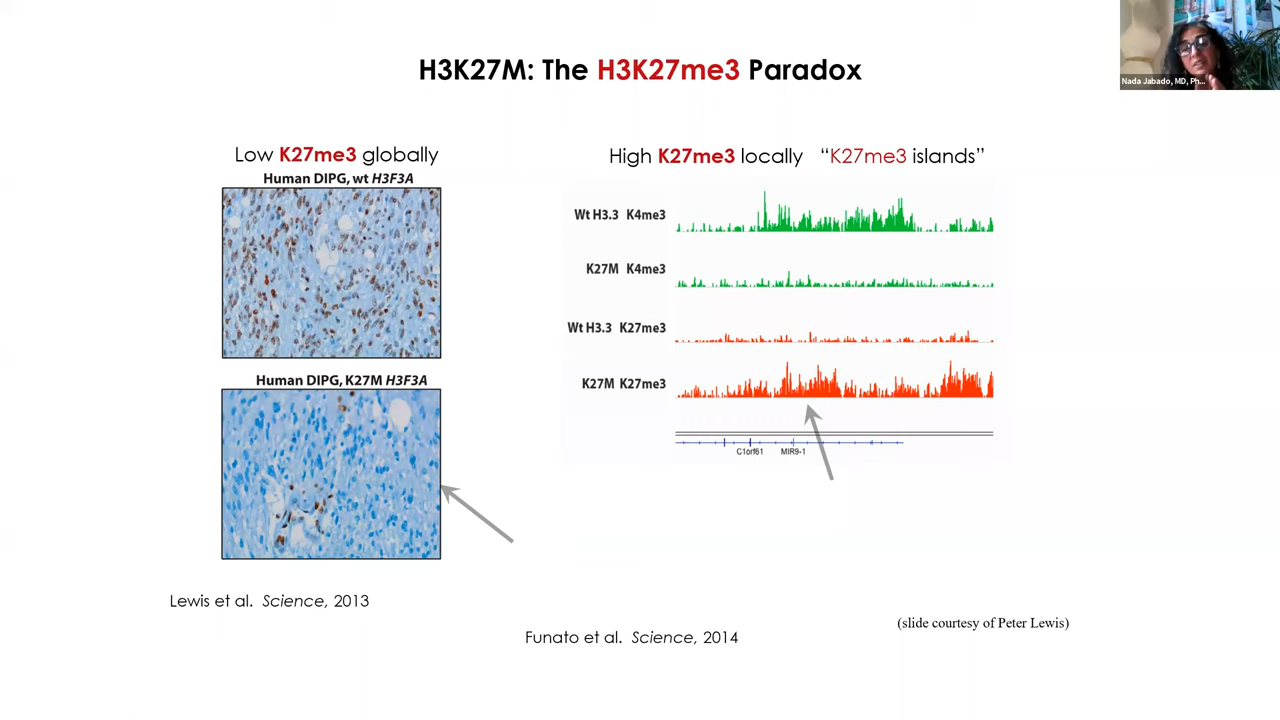 H3K27M: The H3K27me3 Paradox
Nada Jabado, MD, Ph...
Low K27me3 globally
Human DIPG, wt H3F3A
Human DIPG, K27M H3F3A
High K27me3 locally “K27me3 islands”
Wt H3.3 K4me3
K27M K4me3
Wt H3.3 K27me3
K27M K27me3
C1orf61 MIR9-1
Lewis et al. Science, 2013
Funato et al. Science, 2014
(slide courtesy of Peter Lewis)